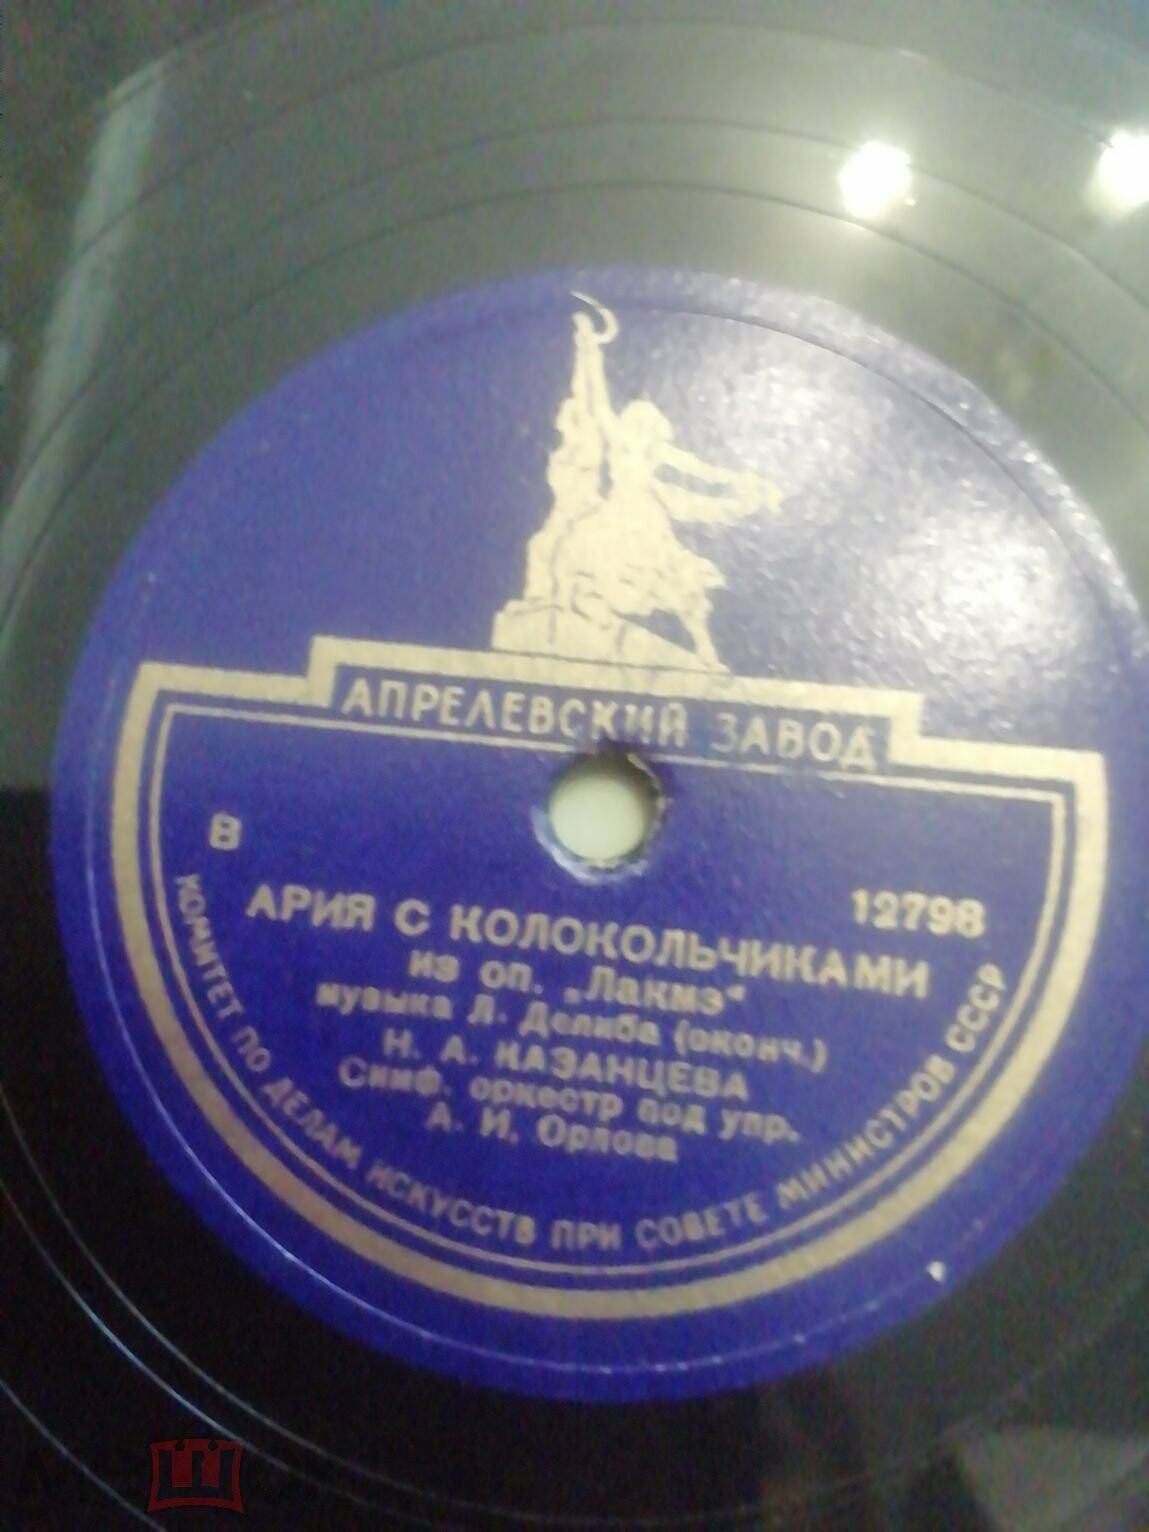 АПРЕЛЕВСКИЙ ЗАВОД
В
12798
АРИЯ С КОЛОКОЛЬЧИКАМИ
из оп. „Лакмэ“
музыка Л. Делиба (оконч.)
Н. А. КАЗАНЦЕВА
Симф. оркестр под упр.
А. И. Орлова
КОМИТЕТ ПО ДЕЛАМ ИСКУССТВ ПРИ СОВЕТЕ МИНИСТРОВ СССР